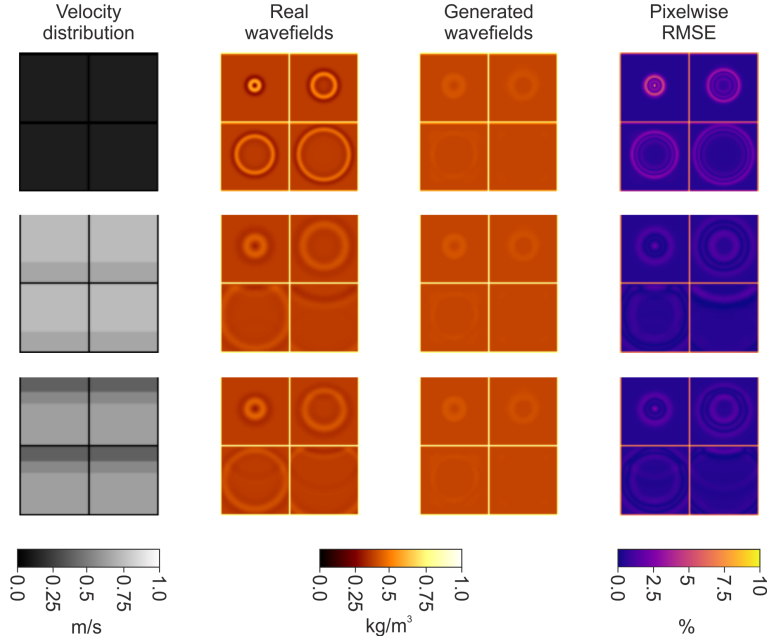 Velocity
distribution
Real
wavefields
Generated
wavefields
Pixelwise
RMSE
0.0
0.25
0.5
0.75
1.0
m/s
0.0
0.25
0.5
0.75
1.0
kg/m³
0.0
2.5
5.0
7.5
10
%